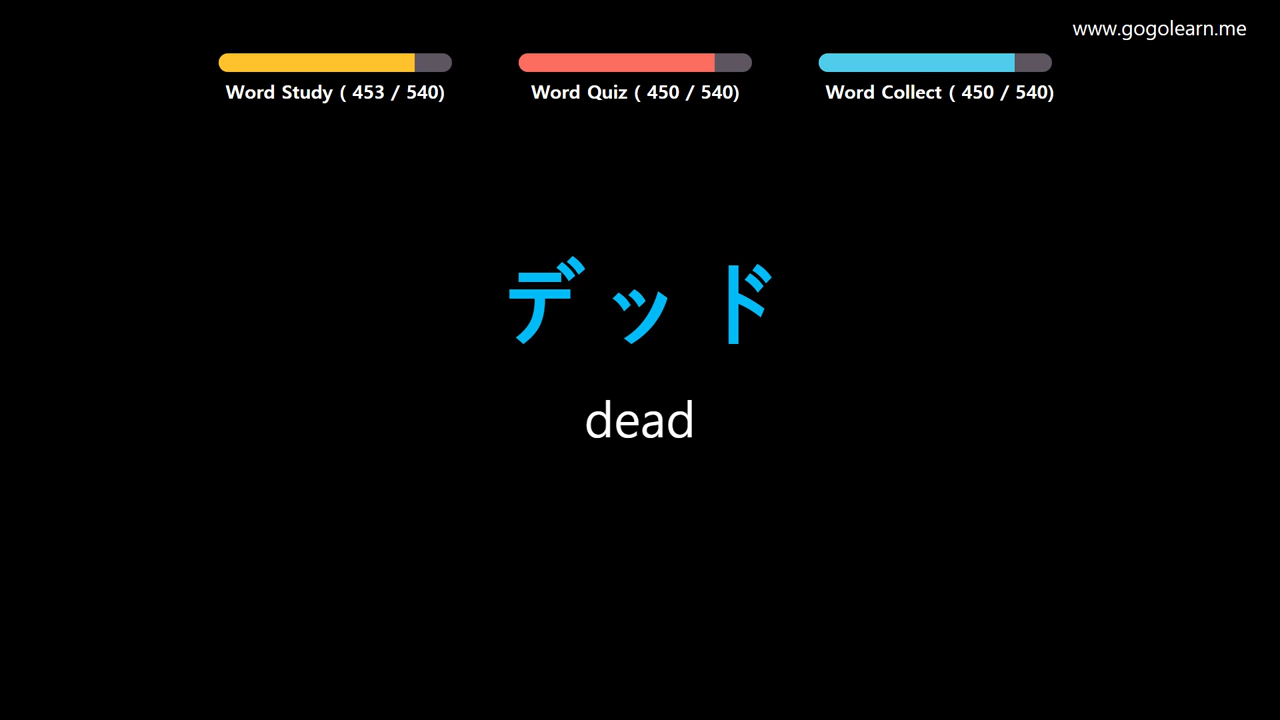 www.gogolearn.me
Word Study ( 453 / 540)
Word Quiz ( 450 / 540)
Word Collect ( 450 / 540)
デッド
dead